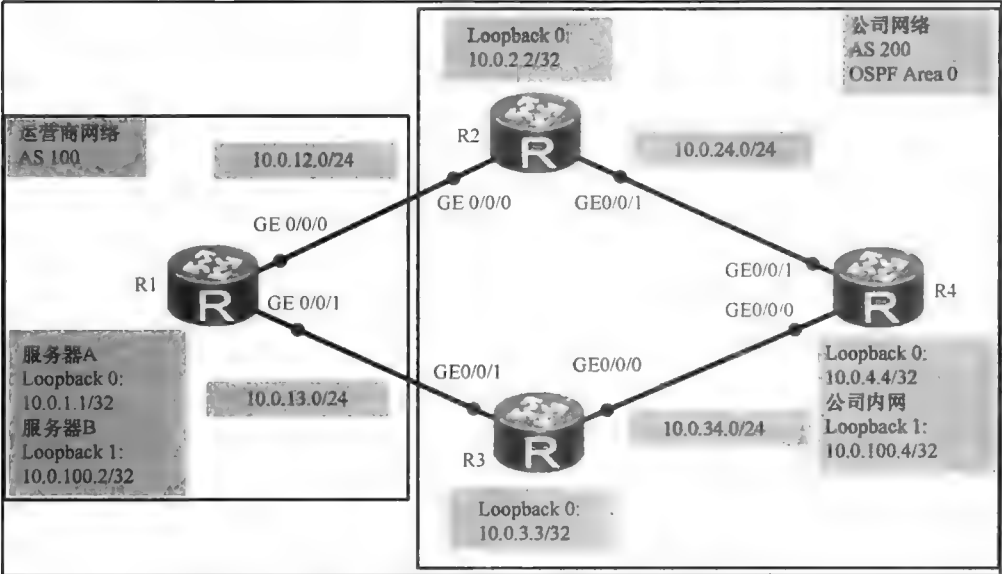 Loopback 0:
10.0.2.2/32
公司网络
AS 200
OSPF Area 0
运营商网络
AS 100
10.0.12.0/24
R2
R
10.0.24.0/24
GE 0/0/0
GE0/0/1
GE 0/0/0
R1
R
GE 0/0/1
GE0/0/1
GE0/0/0
R
R4
服务器A
Loopback 0:
10.0.1.1/32
服务器B
Loopback 1:
10.0.100.2/32
10.0.13.0/24
GE0/0/1
GE0/0/0
R3
R
10.0.34.0/24
Loopback 0:
10.0.4.4/32
公司内网
Loopback 1:
10.0.100.4/32
Loopback 0:
10.0.3.3/32